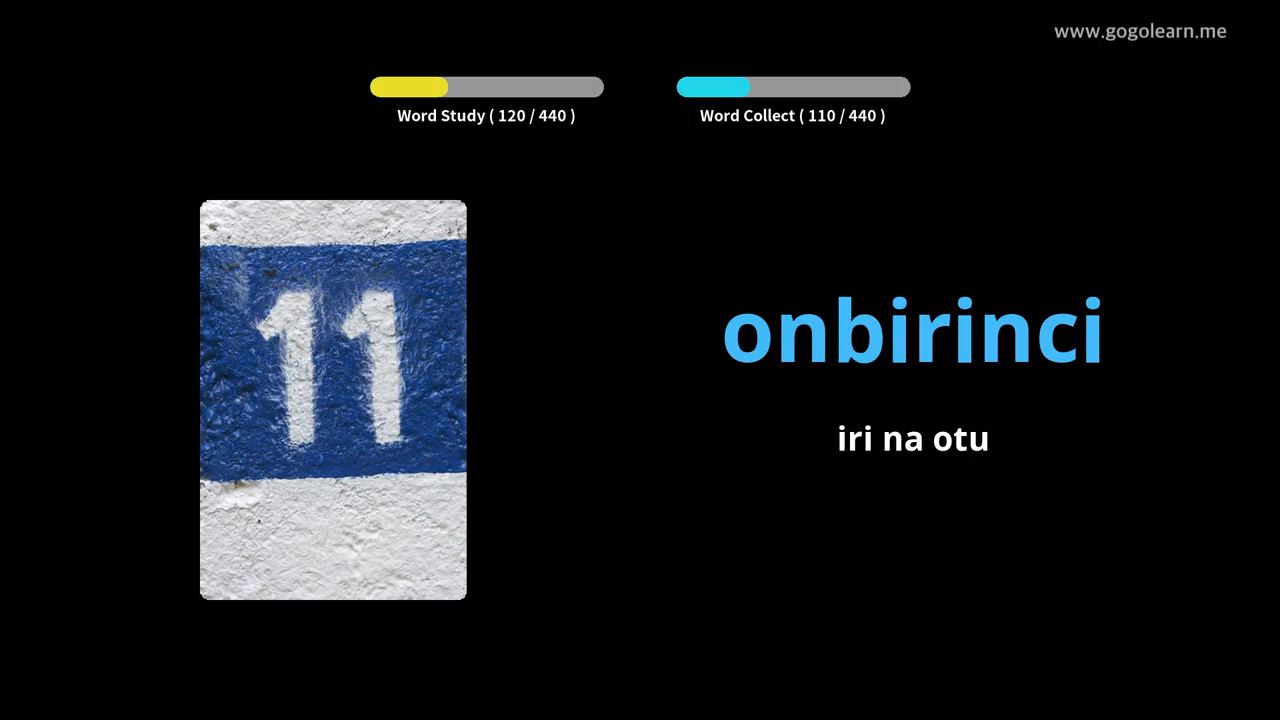 www.gogolearn.me
Word Study ( 120 / 440 )
Word Collect ( 110 / 440 )
11
onbirinci
iri na otu